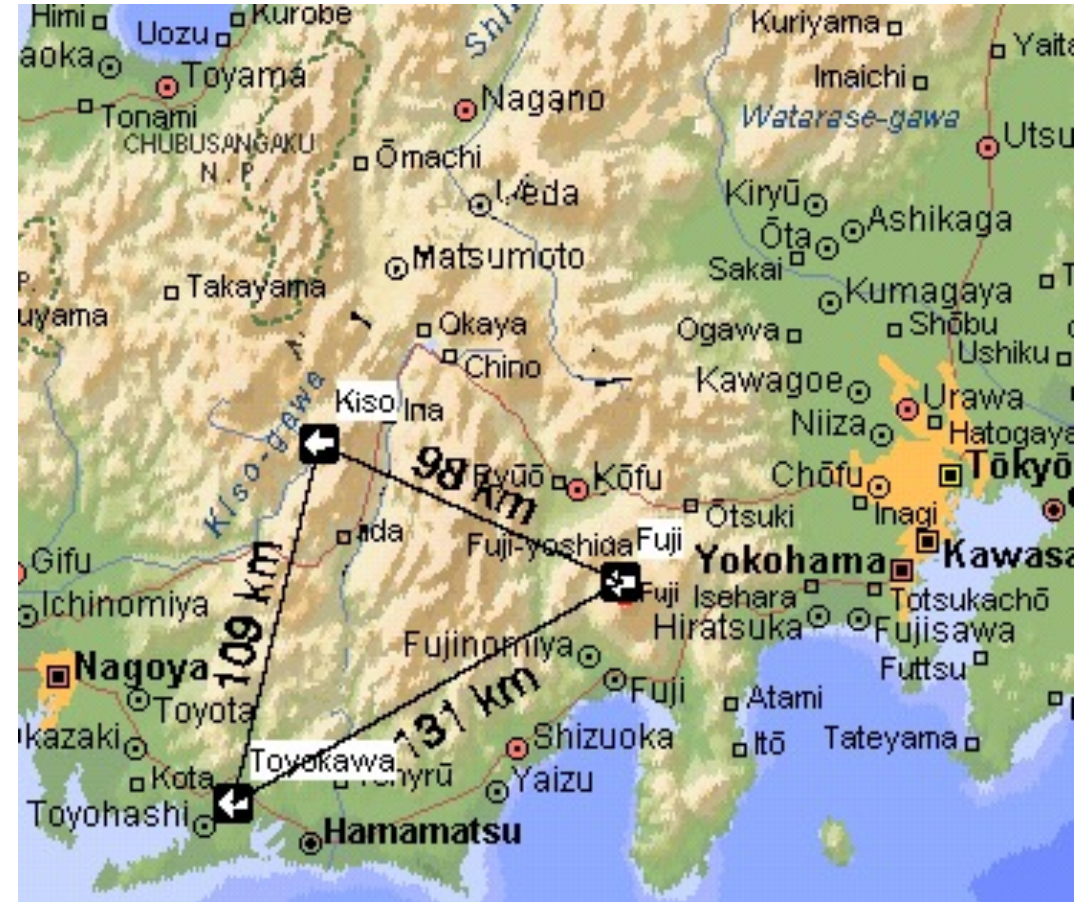 Himi
Kurobe
Uozu
aoka
Toyama
Tonami
CHUBUSANGAKU
N. P.
Nagano
Ōmachi
Ueda
Matsumoto
Takayama
P.
uyama
Okaya
Chino
Kuriyama
Yaita
Imaichi
Watarase-gawa
Utsu
Kiryū
Ashikaga
Ōta
Sakai
Kumagaya
Ogawa
Shōbu
Ushiku
Kawagoe
Urawa
Niiza
Hatogaya
Kiso
Ina
Kiso-gawa
98 km
Ryūō
Kōfu
Chōfu
Tōkyō
Ōtsuki
Inagi
Iida
Fuji-yoshida
Fuji
Yokohama
Kawasa
Gifu
Ichinomiya
109 km
Fuji
Isehara
Totsukachō
Hiratsuka
Fujisawa
Fujinomiya
Futtsu
Nagoya
Toyota
131 km
Fuji
Atami
kazaki
Shizuoka
Itō
Tateyama
Toyokawa
Kota
Yaizu
Toyohashi
Hamamatsu